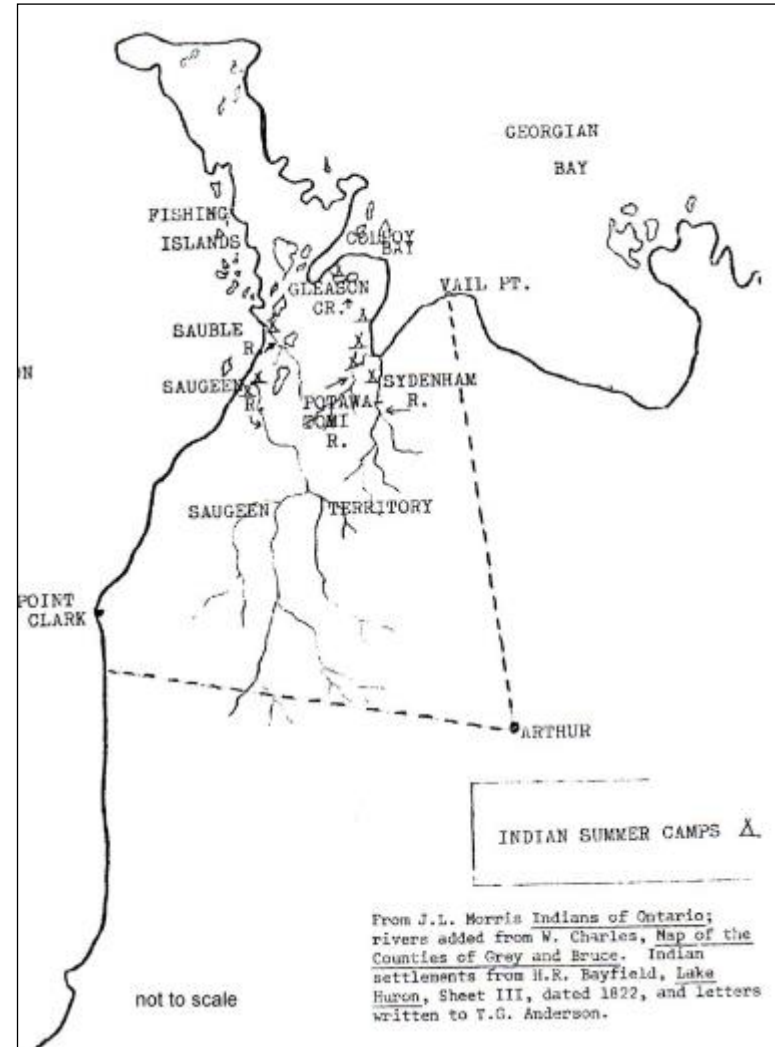 GEORGIAN
BAY
FISHING
ISLANDS
COLPOY
BAY
GLEASON
CR.
VAIL PT.
SAUBLE
R.
SAUGEEN
R.
SYDENHAM
R.
POTAWA-
TOMI
R.
SAUGEEN TERRITORY
POINT
CLARK
ARTHUR
INDIAN SUMMER CAMPS
From J.L. Morris Indians of Ontario;
rivers added from W. Charles, Map of the
Counties of Grey and Bruce. Indian
settlements from H.R. Bayfield, Lake
Huron, Sheet III, dated 1822, and letters
written to T.G. Anderson.
not to scale